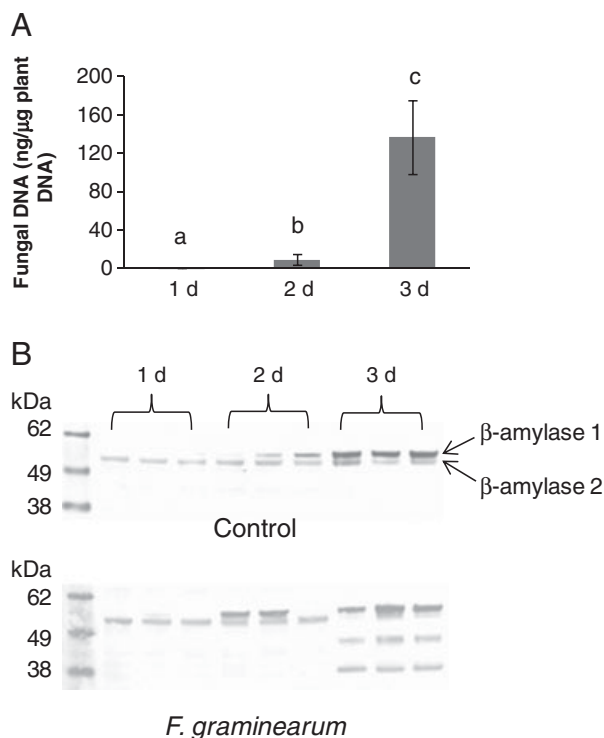 A
Fungal DNA (ng/µg plant
DNA)
200
160
120
80
40
0
a
b
c
1 d
2 d
3 d
B
1 d
2 d
3 d
kDa
62
49
38
β-amylase 1
β-amylase 2
Control
kDa
62
49
38
F. graminearum